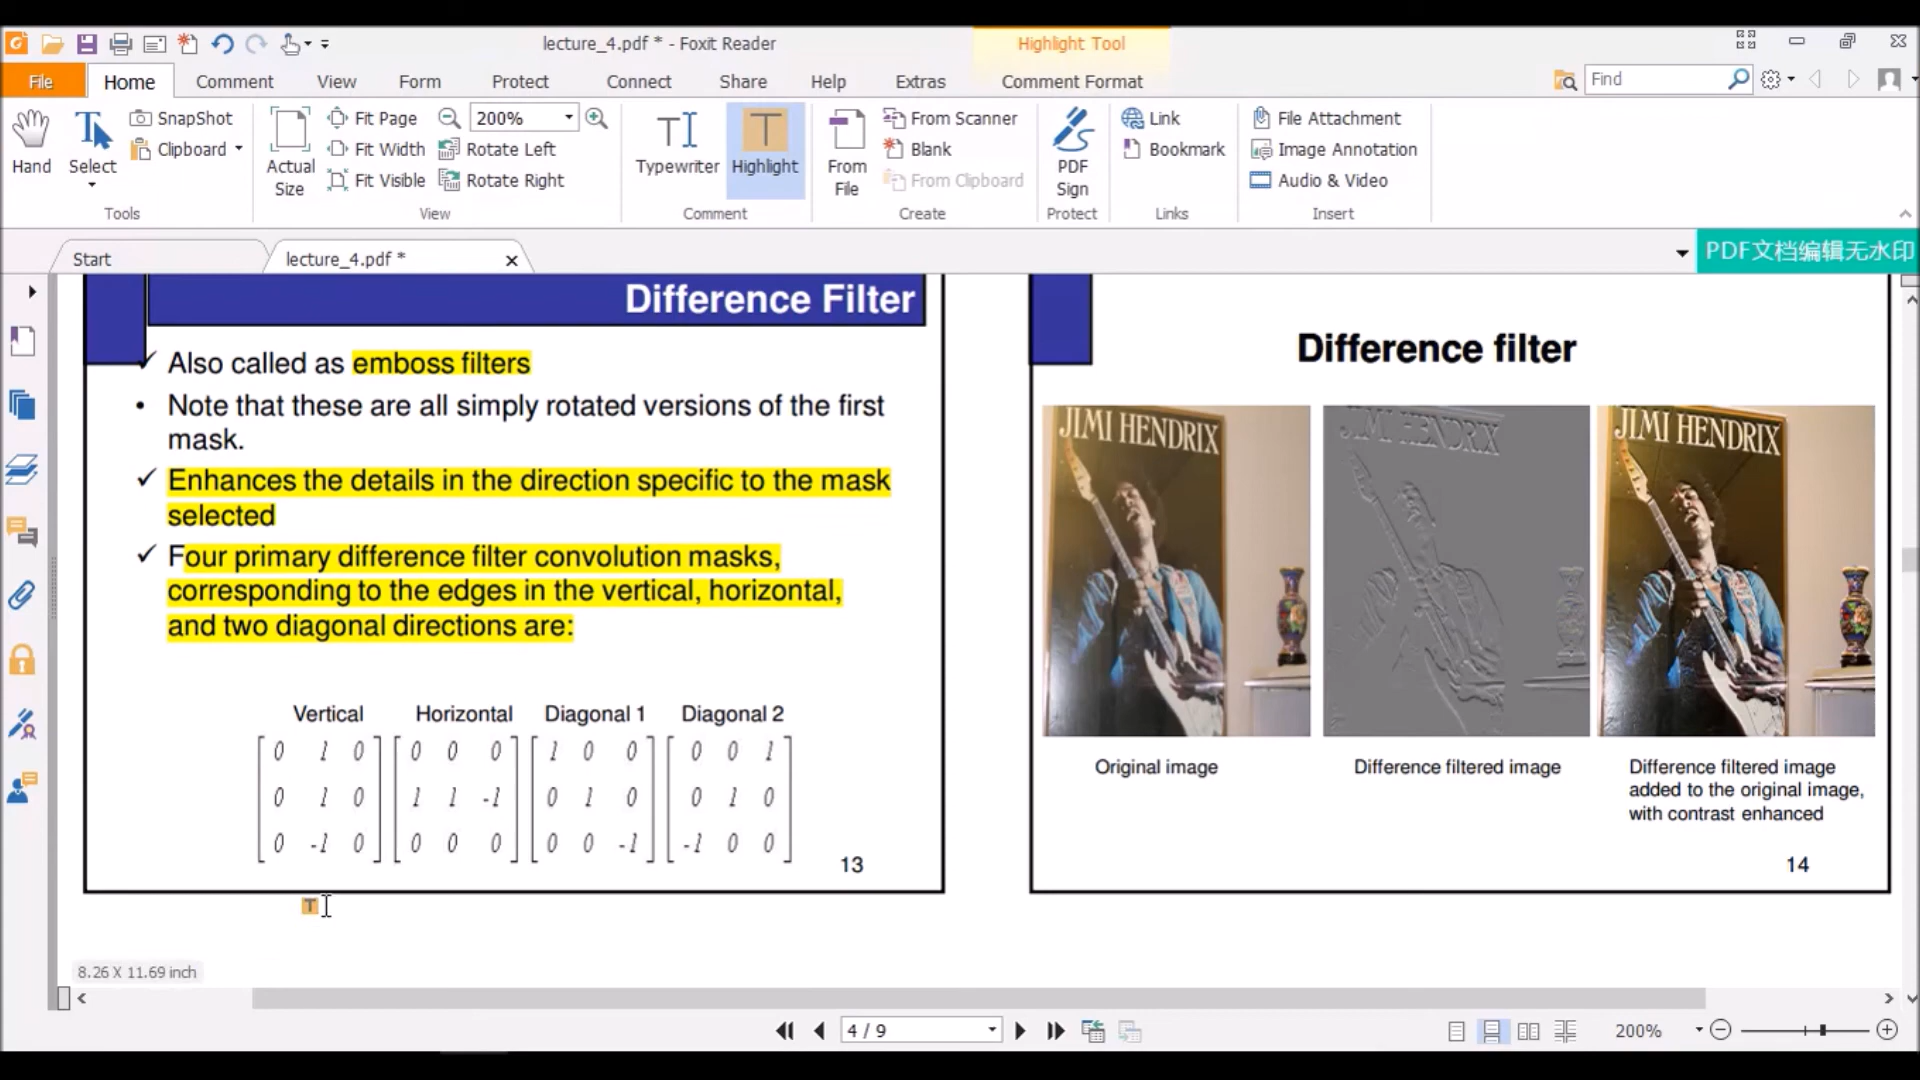 lecture_4.pdf * - Foxit Reader
Highlight Tool
File Home Comment View Form Protect Connect Share Help Extras Comment Format
Find
Hand
Select
SnapShot
Clipboard
Tools
Actual Size
Fit Page
Fit Width
Fit Visible
200%
Rotate Left
Rotate Right
View
Typewriter
Highlight
Comment
From File
From Scanner
Blank
From Clipboard
Create
PDF Sign
Protect
Link
Bookmark
Links
File Attachment
Image Annotation
Audio & Video
Insert
Start
lecture_4.pdf *
PDF文档编辑无水印
Difference Filter
✓ Also called as emboss filters
• Note that these are all simply rotated versions of the first
mask.
✓ Enhances the details in the direction specific to the mask
selected
✓ Four primary difference filter convolution masks,
corresponding to the edges in the vertical, horizontal,
and two diagonal directions are:
Vertical Horizontal Diagonal 1 Diagonal 2
0 1 0 0 0 0 1 0 0 0 0 1
0 1 0 1 1 -1 0 1 0 0 1 0
0 -1 0 0 0 0 0 0 -1 -1 0 0
13
Difference filter
JIMI HENDRIX
JIMI HENDRIX
JIMI HENDRIX
Original image
Difference filtered image
Difference filtered image
added to the original image,
with contrast enhanced
14
T
8.26 X 11.69 inch
4 / 9
200%